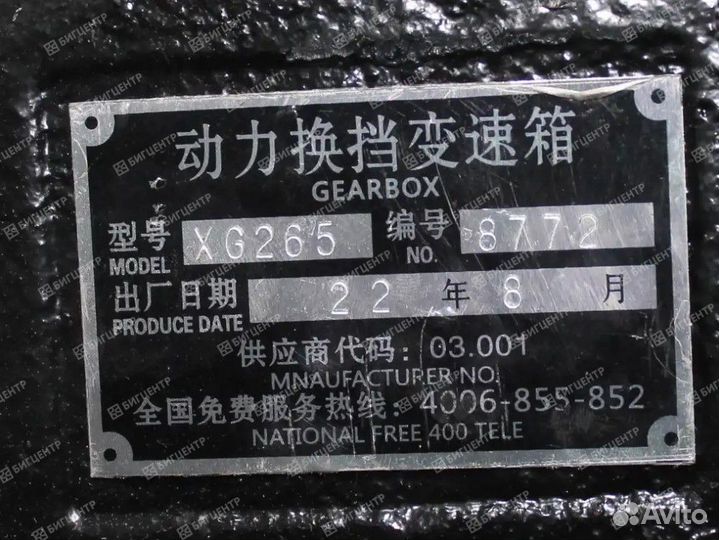 动力换挡变速箱
GEARBOX
型号 XG265 编号 8772
MODEL NO.
出厂日期 22 年 8 月
PRODUCE DATE
供应商代码: 03.001
MNAUFACTURER NO
全国免费服务热线: 4006-855-852
NATIONAL FREE 400 TELE
БИГЦЕНТР
Avito